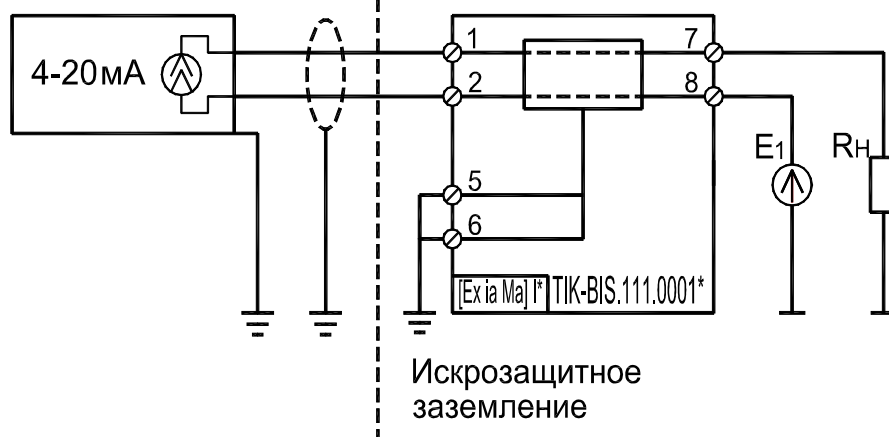 4-20мА
1
7
2
8
5
6
E1
RН
[Ex ia Ma] I*
TIK-BIS.111.0001*
Искрозащитное
заземление